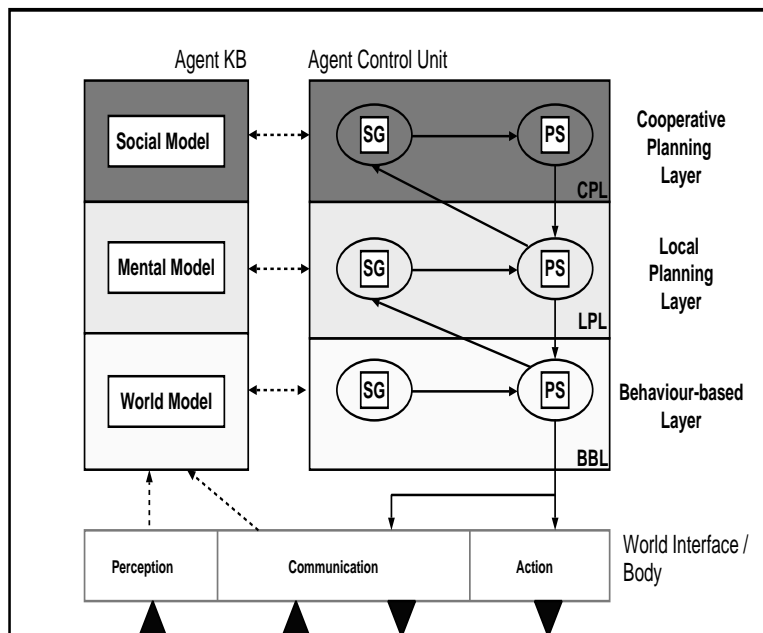 Agent KB
Agent Control Unit
Social Model
SG
PS
CPL
Cooperative
Planning
Layer
Mental Model
SG
PS
LPL
Local
Planning
Layer
World Model
SG
PS
BBL
Behaviour-based
Layer
Perception
Communication
Action
World Interface /
Body